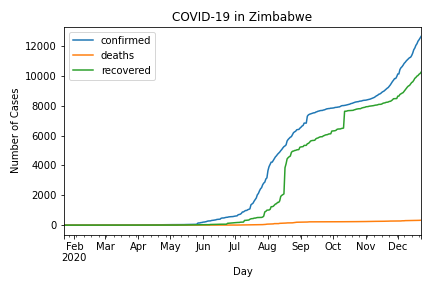 COVID-19 in Zimbabwe
confirmed
deaths
recovered
Number of Cases
12000
10000
8000
6000
4000
2000
0
Feb Mar Apr May Jun Jul Aug Sep Oct Nov Dec
2020
Day